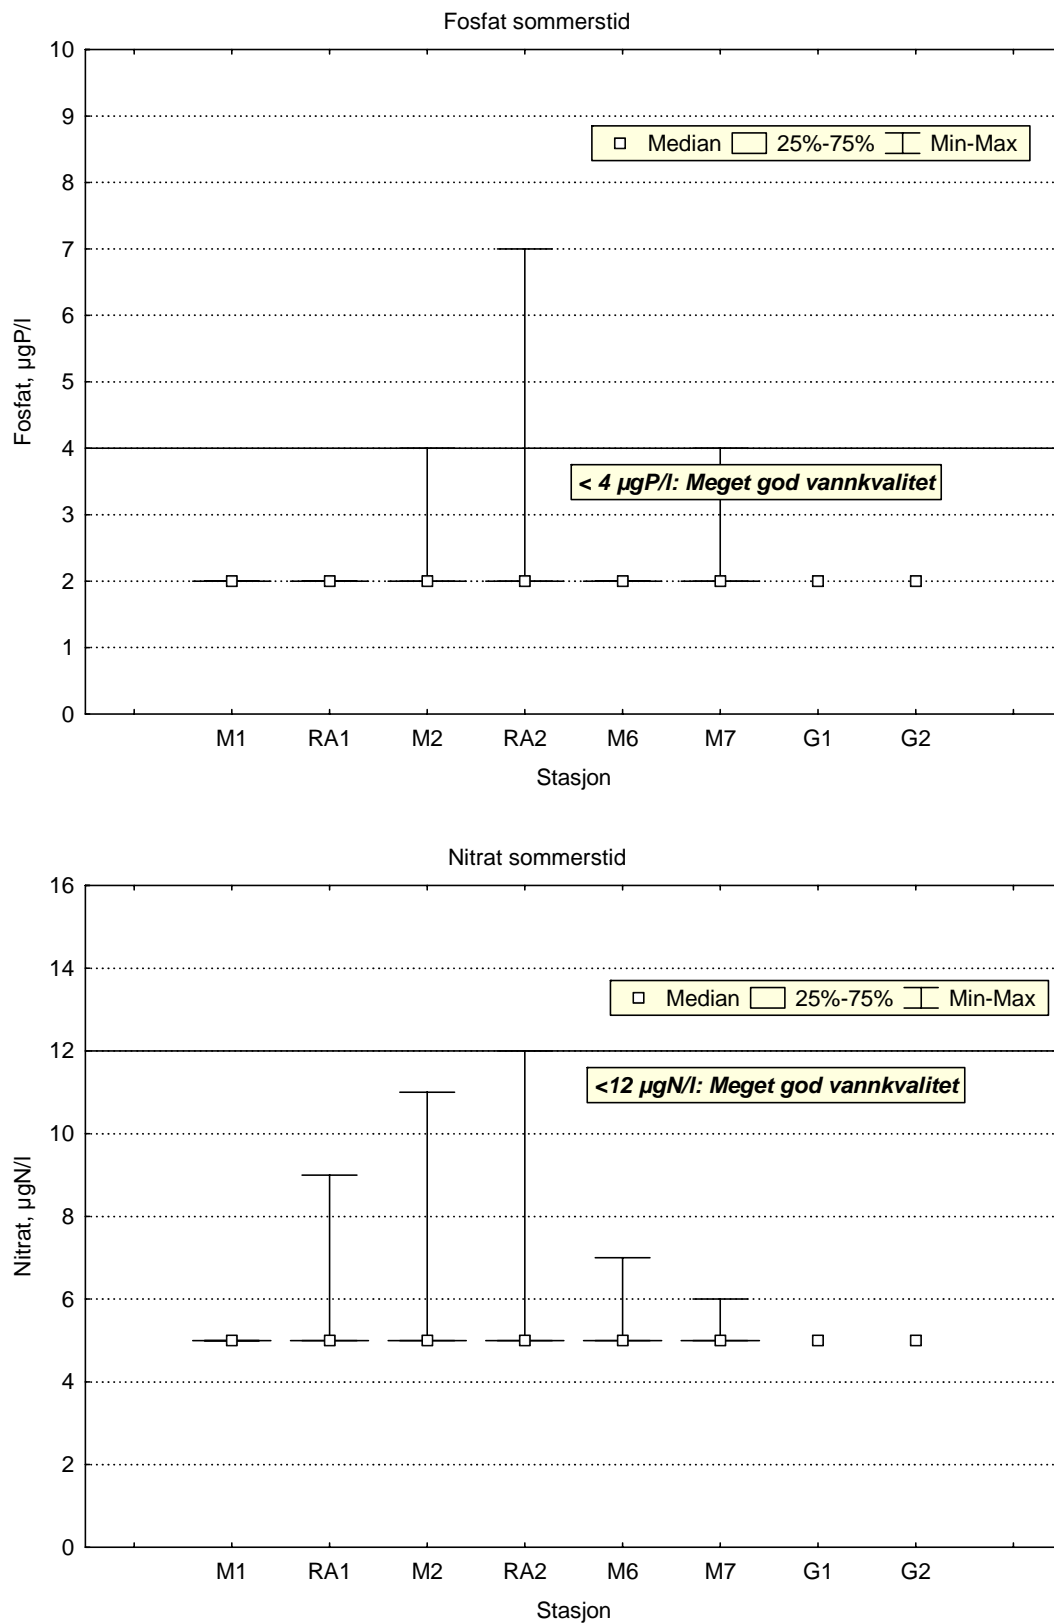 Fosfat sommerstid
10
9
Median 25%-75% Min-Max
8
7
6
5
Fosfat, µgP/l
4
< 4 µgP/l: Meget god vannkvalitet
3
2
1
0
M1 RA1 M2 RA2 M6 M7 G1 G2
Stasjon
Nitrat sommerstid
16
14
Median 25%-75% Min-Max
12
<12 µgN/l: Meget god vannkvalitet
10
Nitrat, µgN/l
8
6
4
2
0
M1 RA1 M2 RA2 M6 M7 G1 G2
Stasjon